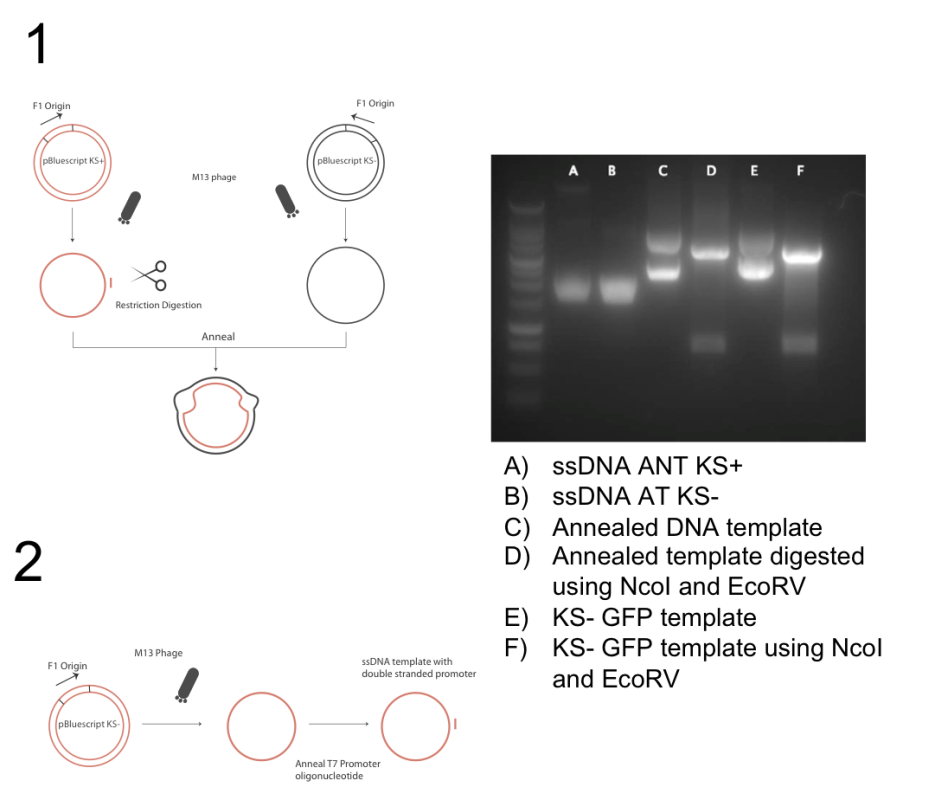 1
F1 Origin
pBluescript KS+
M13 phage
F1 Origin
pBluescript KS-
Restriction Digestion
Anneal
2
F1 Origin
M13 Phage
pBluescript KS-
Anneal T7 Promoter
oligonucleotide
ssDNA template with
double stranded promoter
A B C D E F
A) ssDNA ANT KS+
B) ssDNA AT KS-
C) Annealed DNA template
D) Annealed template digested
using NcoI and EcoRV
E) KS- GFP template
F) KS- GFP template using NcoI
and EcoRV